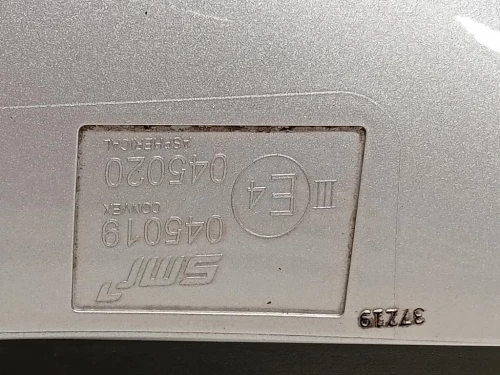 smr
045019
CONVEX
III
E4
045020
ASPHERICAL
37219